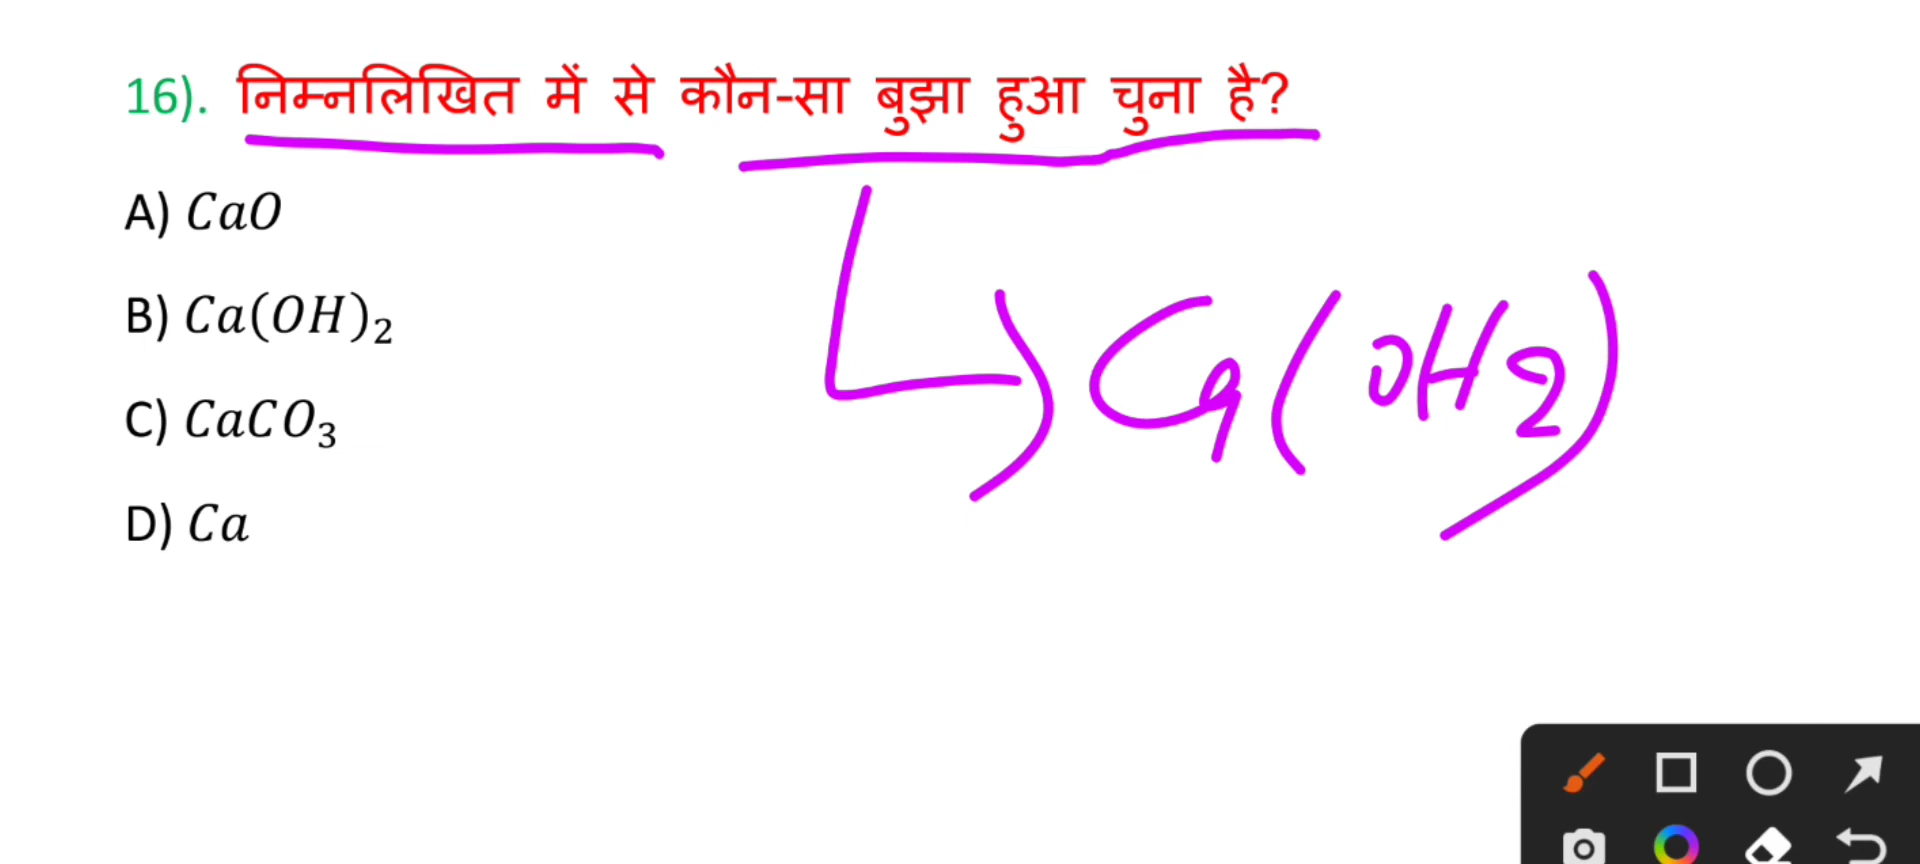 16). निम्नलिखित में से कौन-सा बुझा हुआ चुना है?
A) CaO
B) Ca(OH)₂
Ca(OH₂)
C) CaCO₃
D) Ca